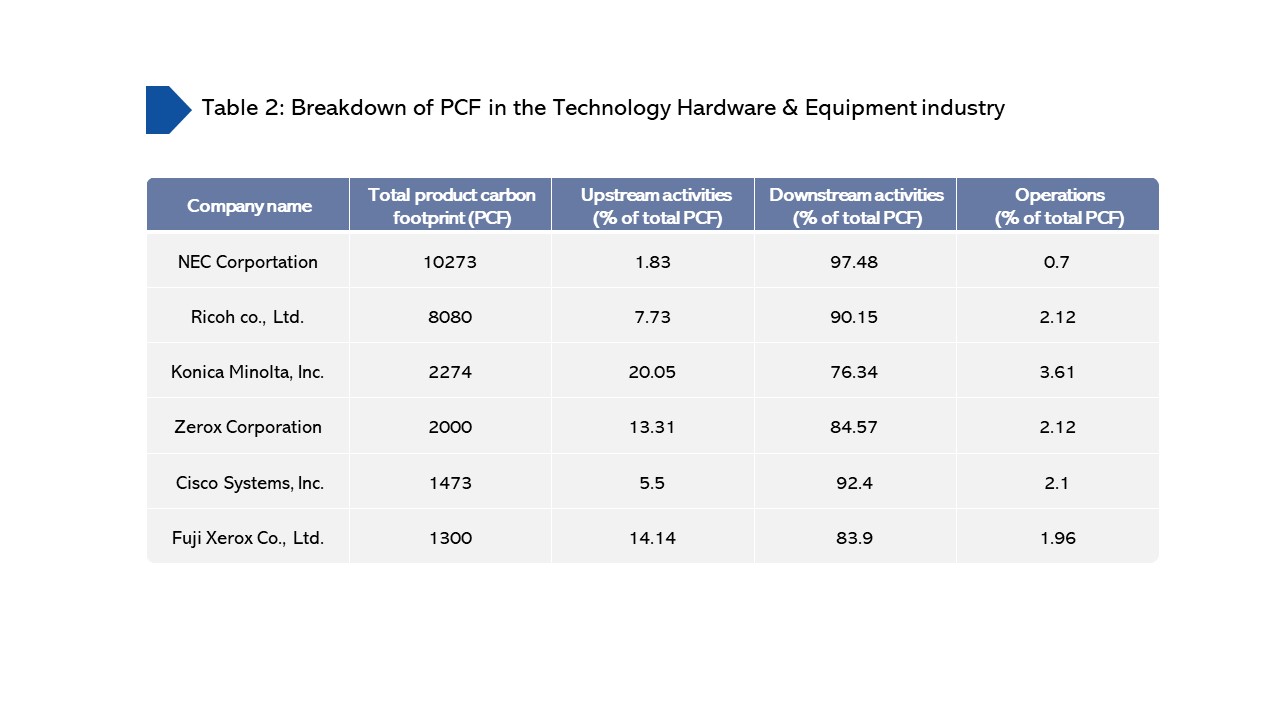 Table 2: Breakdown of PCF in the Technology Hardware & Equipment industry
Company name
Total product carbon
footprint (PCF)
Upstream activities
(% of total PCF)
Downstream activities
(% of total PCF)
Operations
(% of total PCF)
NEC Corportation 10273 1.83 97.48 0.7
Ricoh co., Ltd. 8080 7.73 90.15 2.12
Konica Minolta, Inc. 2274 20.05 76.34 3.61
Zerox Corporation 2000 13.31 84.57 2.12
Cisco Systems, Inc. 1473 5.5 92.4 2.1
Fuji Xerox Co., Ltd. 1300 14.14 83.9 1.96